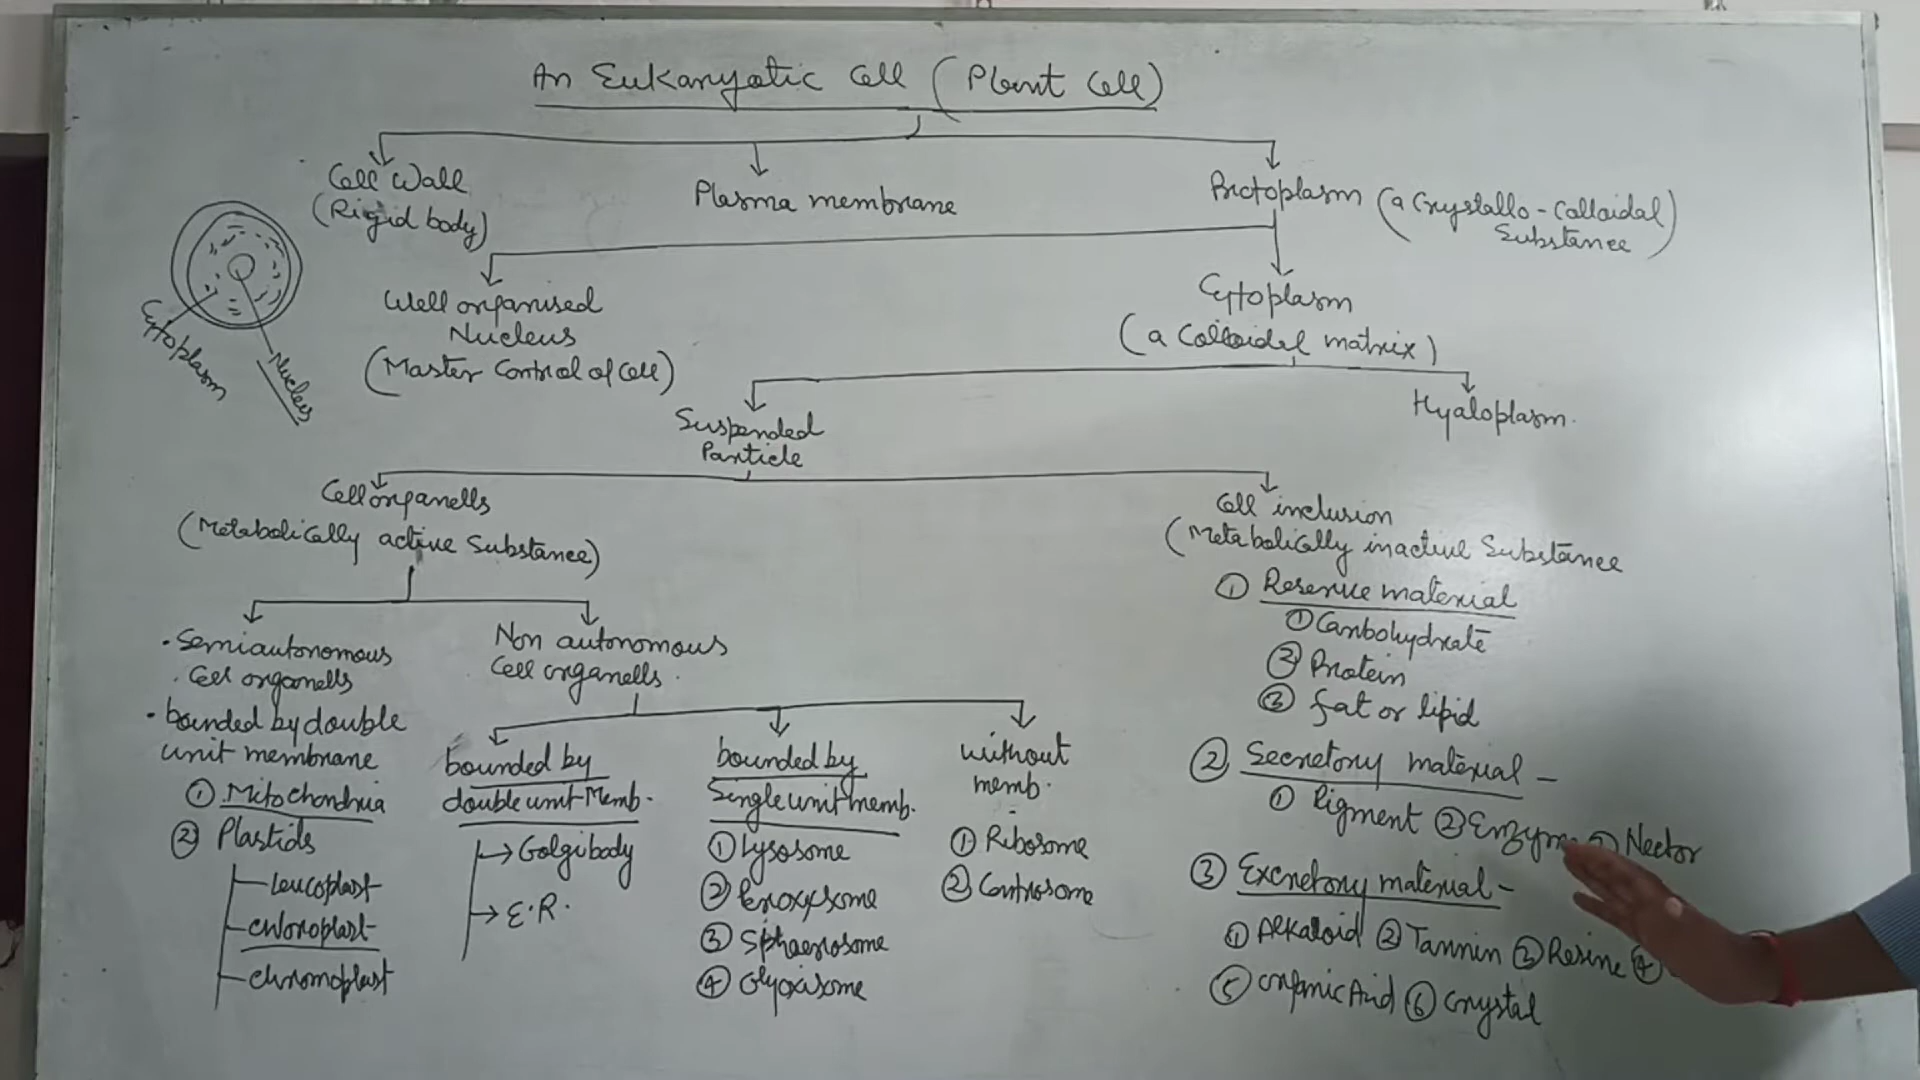 An Eukaryotic Cell (Plant Cell)
Cell Wall
(Rigid body)
Plasma membrane
Protoplasm (a Crystallo-Colloidal
Substance)
Cytoplasm
Nucleus
Well organised
Nucleus
(Master Control of Cell)
Cytoplasm
(a Colloidal matrix)
Suspended
Particle
Hyaloplasm.
Cell organells
(Metabolically active Substance)
Cell inclusion
(Metabolically inactive Substance
• Semiautonomous
. Cell organells
• bounded by double
unit membrane
① Mitochondria
② Plastids
Leucoplast
chloroplast
chromoplast
Non autonomous
Cell organells.
bounded by
double unit Memb.
→ Golgibody
→ E.R.
bounded by
Single unit memb.
① Lysosome
② Peroxysome
③ Sphaerosome
④ Glyoxisome
without
memb.
① Ribosome
② Centrosome
① Reserve material
① Carbohydrate
② Protein
③ fat or lipid
② Secretory material –
① Pigment ② Enzym Nector
③ Excretory material –
① Alkaloid ② Tannin ③ Resine ④
⑤ organic Acid ⑥ Crystal